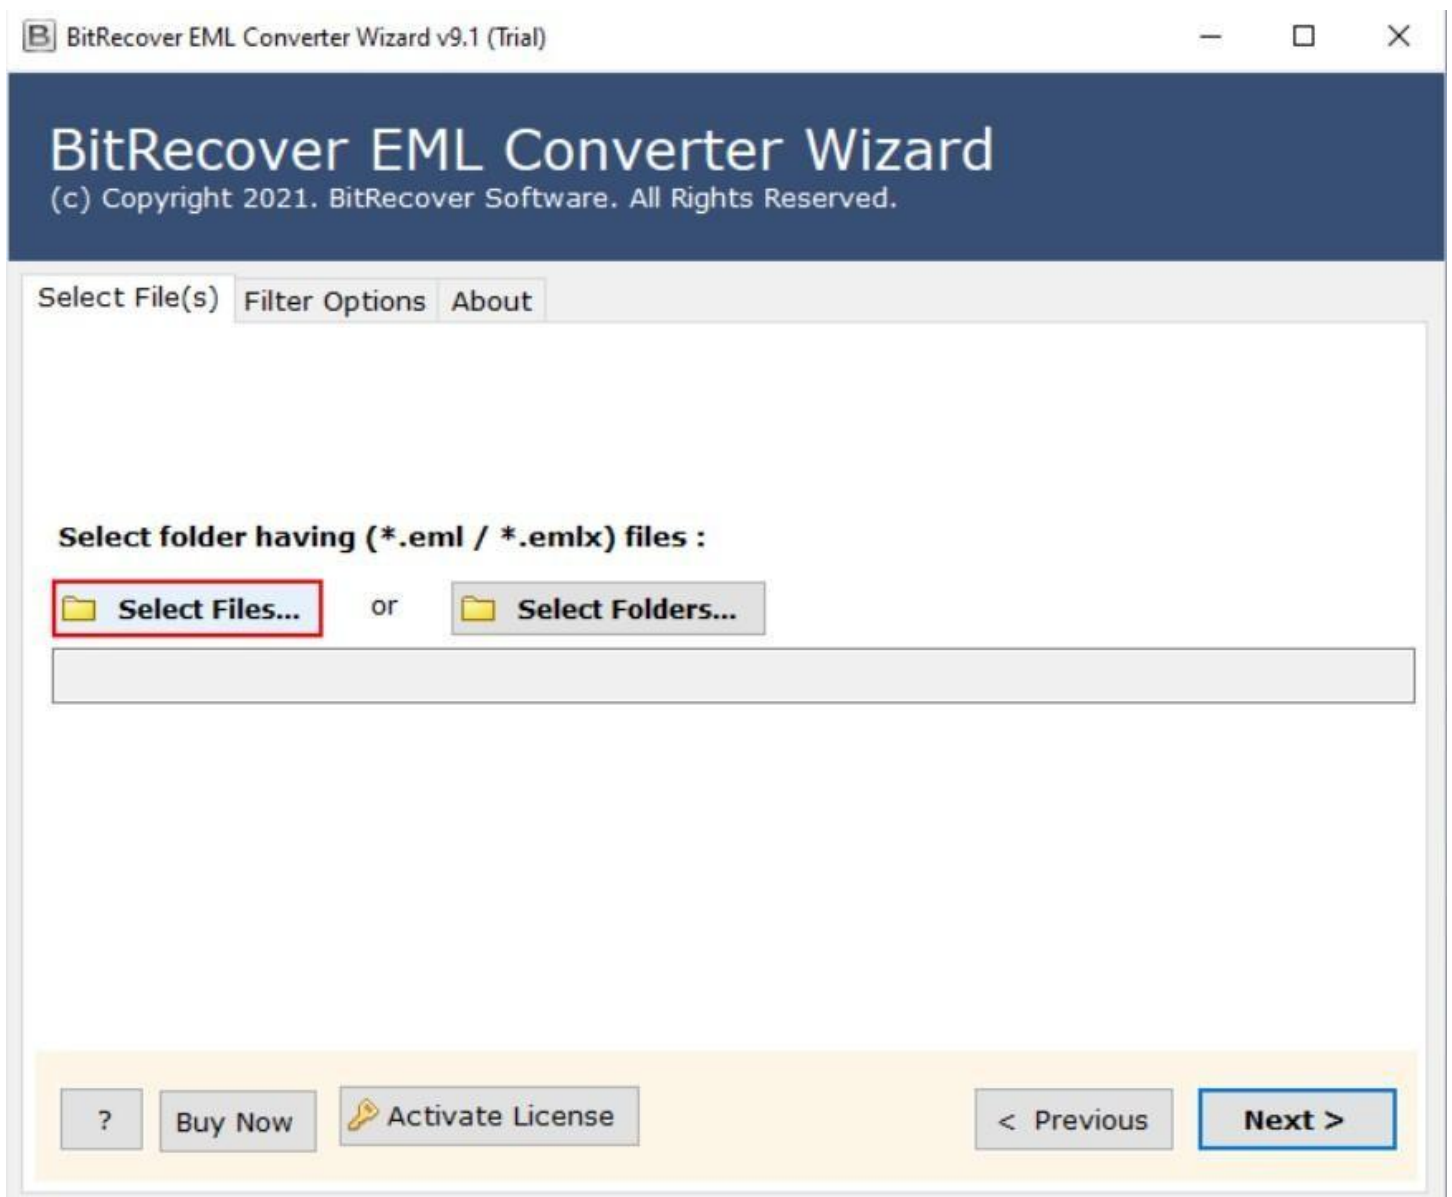 BitRecover EML Converter Wizard v9.1 (Trial)
BitRecover EML Converter Wizard
(c) Copyright 2021. BitRecover Software. All Rights Reserved.
Select File(s) Filter Options About
Select folder having (*.eml / *.emlx) files :
Select Files... or Select Folders...
? Buy Now Activate License < Previous Next >